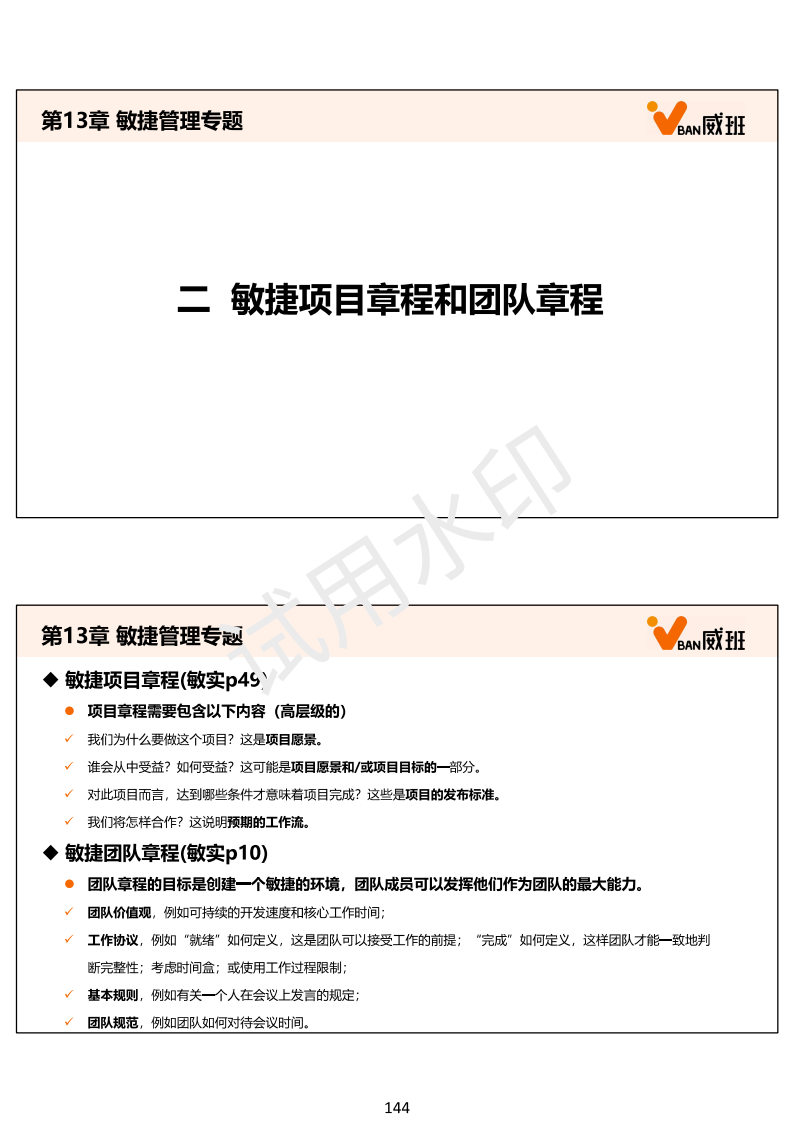 第13章 敏捷管理专题
BAN威班
二 敏捷项目章程和团队章程
试用水印
第13章 敏捷管理专题
BAN威班
◆ 敏捷项目章程(敏实p49)
● 项目章程需要包含以下内容（高层级的）
✓ 我们为什么要做这个项目？这是项目愿景。
✓ 谁会从中受益？如何受益？这可能是项目愿景和/或项目目标的一部分。
✓ 对此项目而言，达到哪些条件才意味着项目完成？这些是项目的发布标准。
✓ 我们将怎样合作？这说明预期的工作流。
◆ 敏捷团队章程(敏实p10)
● 团队章程的目标是创建一个敏捷的环境，团队成员可以发挥他们作为团队的最大能力。
✓ 团队价值观，例如可持续的开发速度和核心工作时间；
✓ 工作协议，例如“就绪”如何定义，这是团队可以接受工作的前提；“完成”如何定义，这样团队才能一致地判
断完整性；考虑时间盒；或使用工作过程限制；
✓ 基本规则，例如有关一个人在会议上发言的规定；
✓ 团队规范，例如团队如何对待会议时间。
144